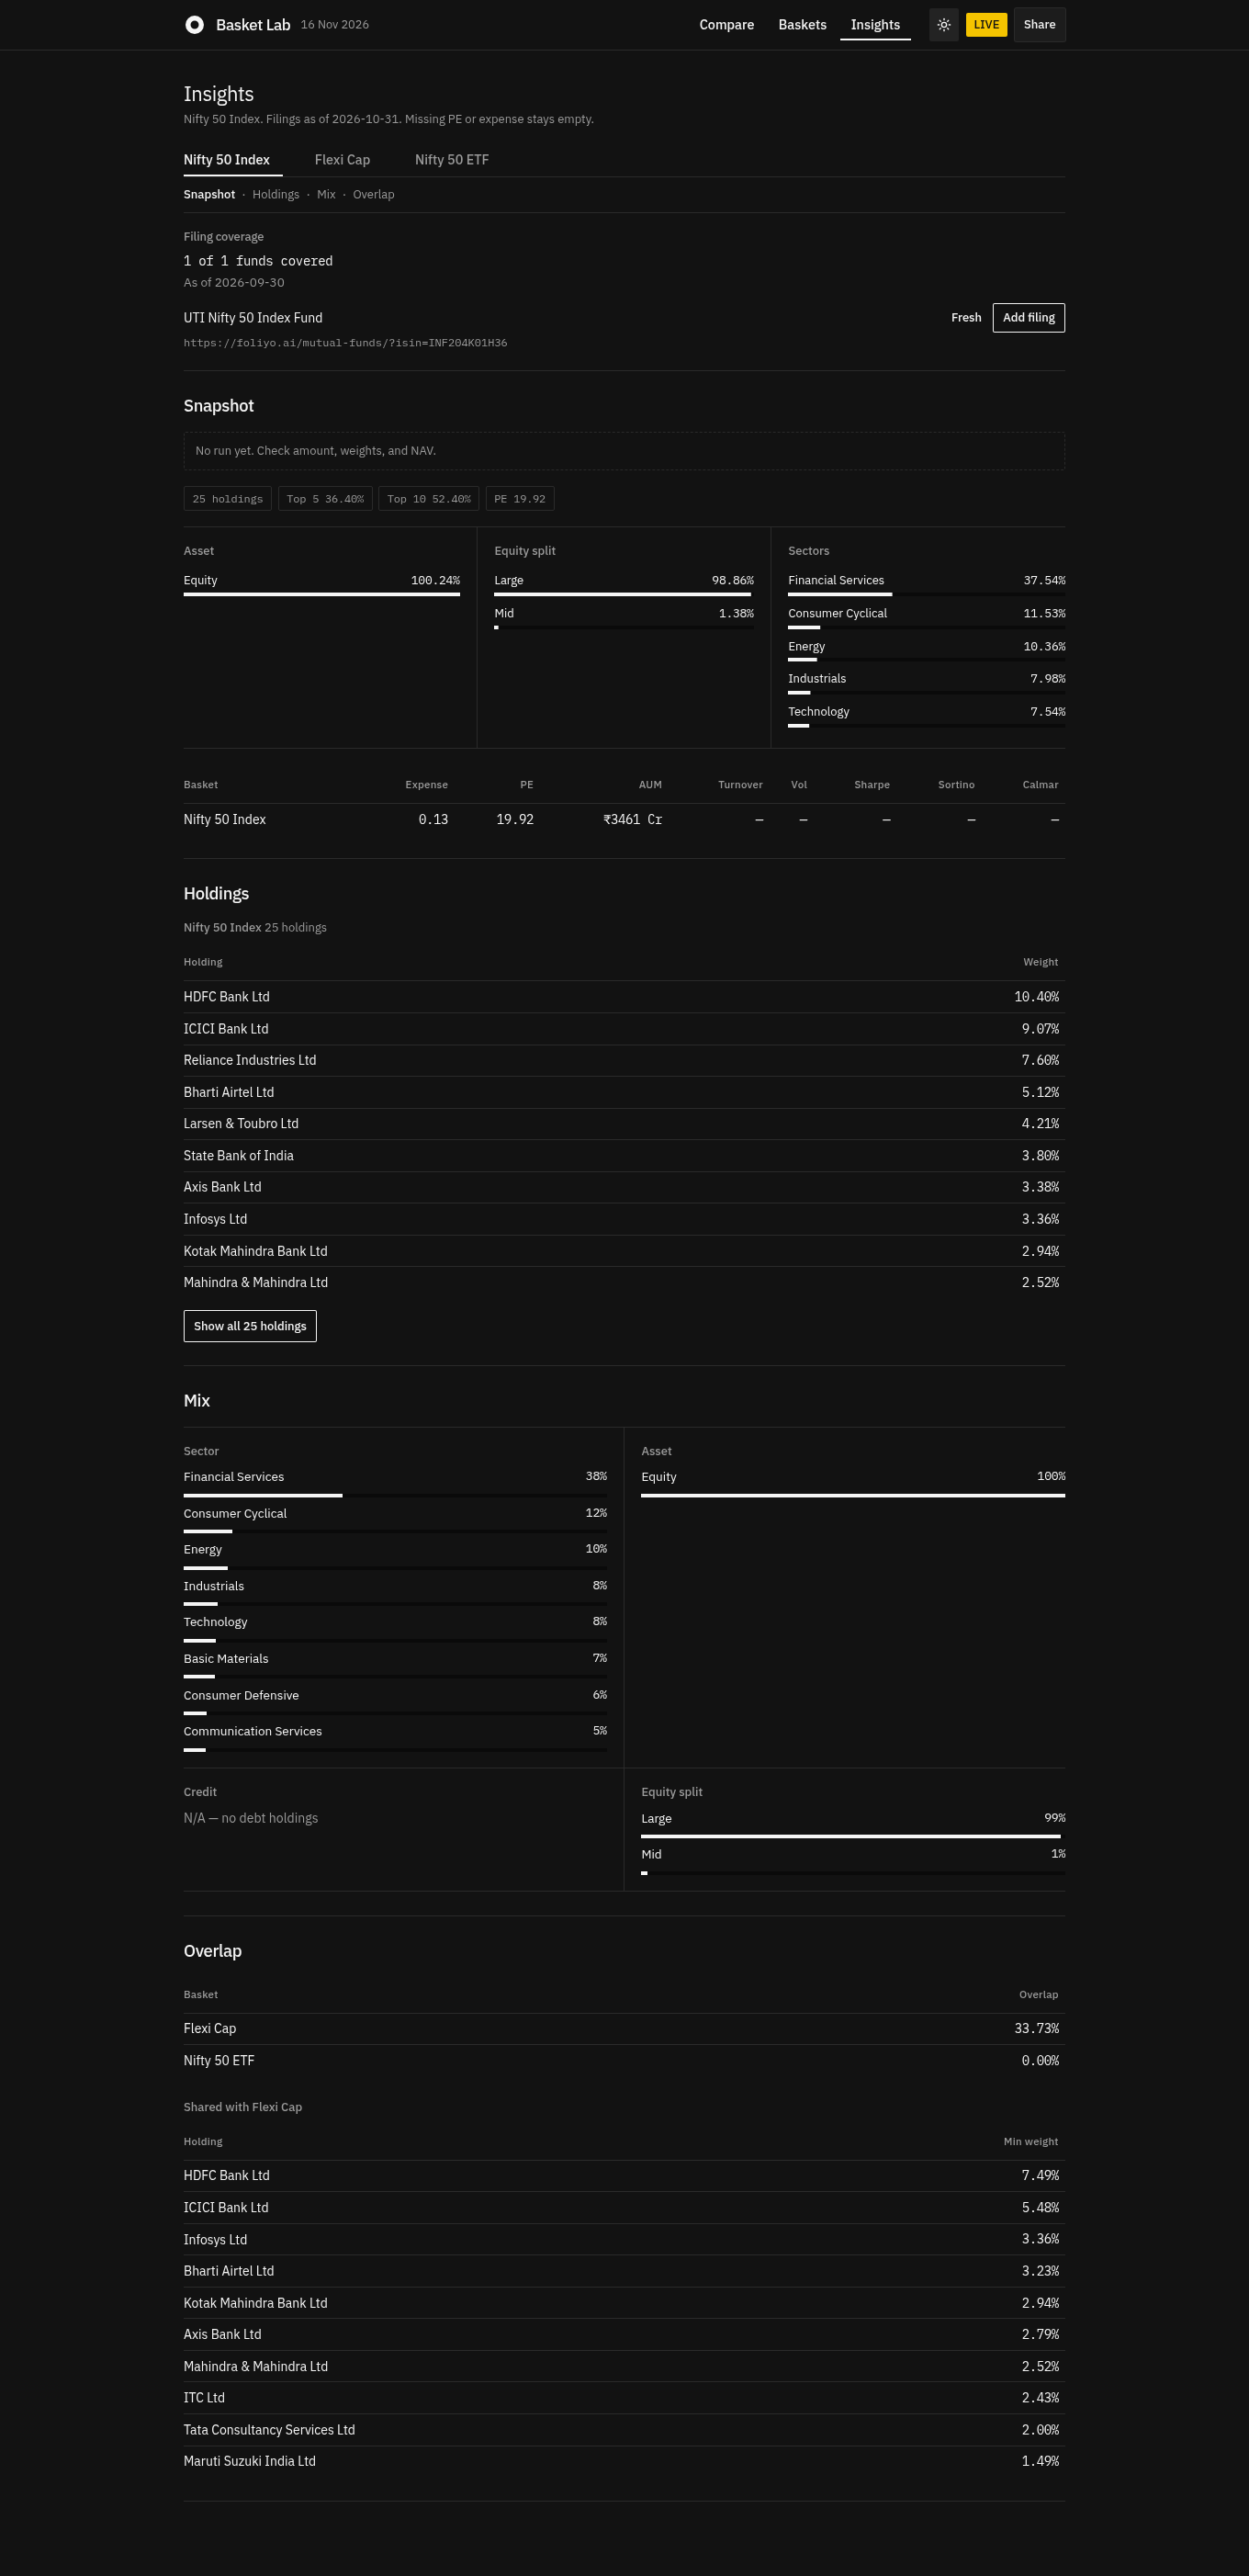 Basket Lab 16 Nov 2026 Compare Baskets Insights LIVE Share
Insights
Nifty 50 Index. Filings as of 2026-10-31. Missing PE or expense stays empty.
Nifty 50 Index Flexi Cap Nifty 50 ETF
Snapshot · Holdings · Mix · Overlap
Filing coverage
1 of 1 funds covered
As of 2026-09-30
UTI Nifty 50 Index Fund Fresh Add filing
https://foliyo.ai/mutual-funds/?isin=INF204K01H36
Snapshot
No run yet. Check amount, weights, and NAV.
25 holdings Top 5 36.40% Top 10 52.40% PE 19.92
Asset
Equity 100.24%
Equity split
Large 98.86%
Mid 1.38%
Sectors
Financial Services 37.54%
Consumer Cyclical 11.53%
Energy 10.36%
Industrials 7.98%
Technology 7.54%
Basket Expense PE AUM Turnover Vol Sharpe Sortino Calmar
Nifty 50 Index 0.13 19.92 ₹3461 Cr — — — — —
Holdings
Nifty 50 Index 25 holdings
Holding Weight
HDFC Bank Ltd 10.40%
ICICI Bank Ltd 9.07%
Reliance Industries Ltd 7.60%
Bharti Airtel Ltd 5.12%
Larsen & Toubro Ltd 4.21%
State Bank of India 3.80%
Axis Bank Ltd 3.38%
Infosys Ltd 3.36%
Kotak Mahindra Bank Ltd 2.94%
Mahindra & Mahindra Ltd 2.52%
Show all 25 holdings
Mix
Sector
Financial Services 38%
Consumer Cyclical 12%
Energy 10%
Industrials 8%
Technology 8%
Basic Materials 7%
Consumer Defensive 6%
Communication Services 5%
Asset
Equity 100%
Credit
N/A — no debt holdings
Equity split
Large 99%
Mid 1%
Overlap
Basket Overlap
Flexi Cap 33.73%
Nifty 50 ETF 0.00%
Shared with Flexi Cap
Holding Min weight
HDFC Bank Ltd 7.49%
ICICI Bank Ltd 5.48%
Infosys Ltd 3.36%
Bharti Airtel Ltd 3.23%
Kotak Mahindra Bank Ltd 2.94%
Axis Bank Ltd 2.79%
Mahindra & Mahindra Ltd 2.52%
ITC Ltd 2.43%
Tata Consultancy Services Ltd 2.00%
Maruti Suzuki India Ltd 1.49%